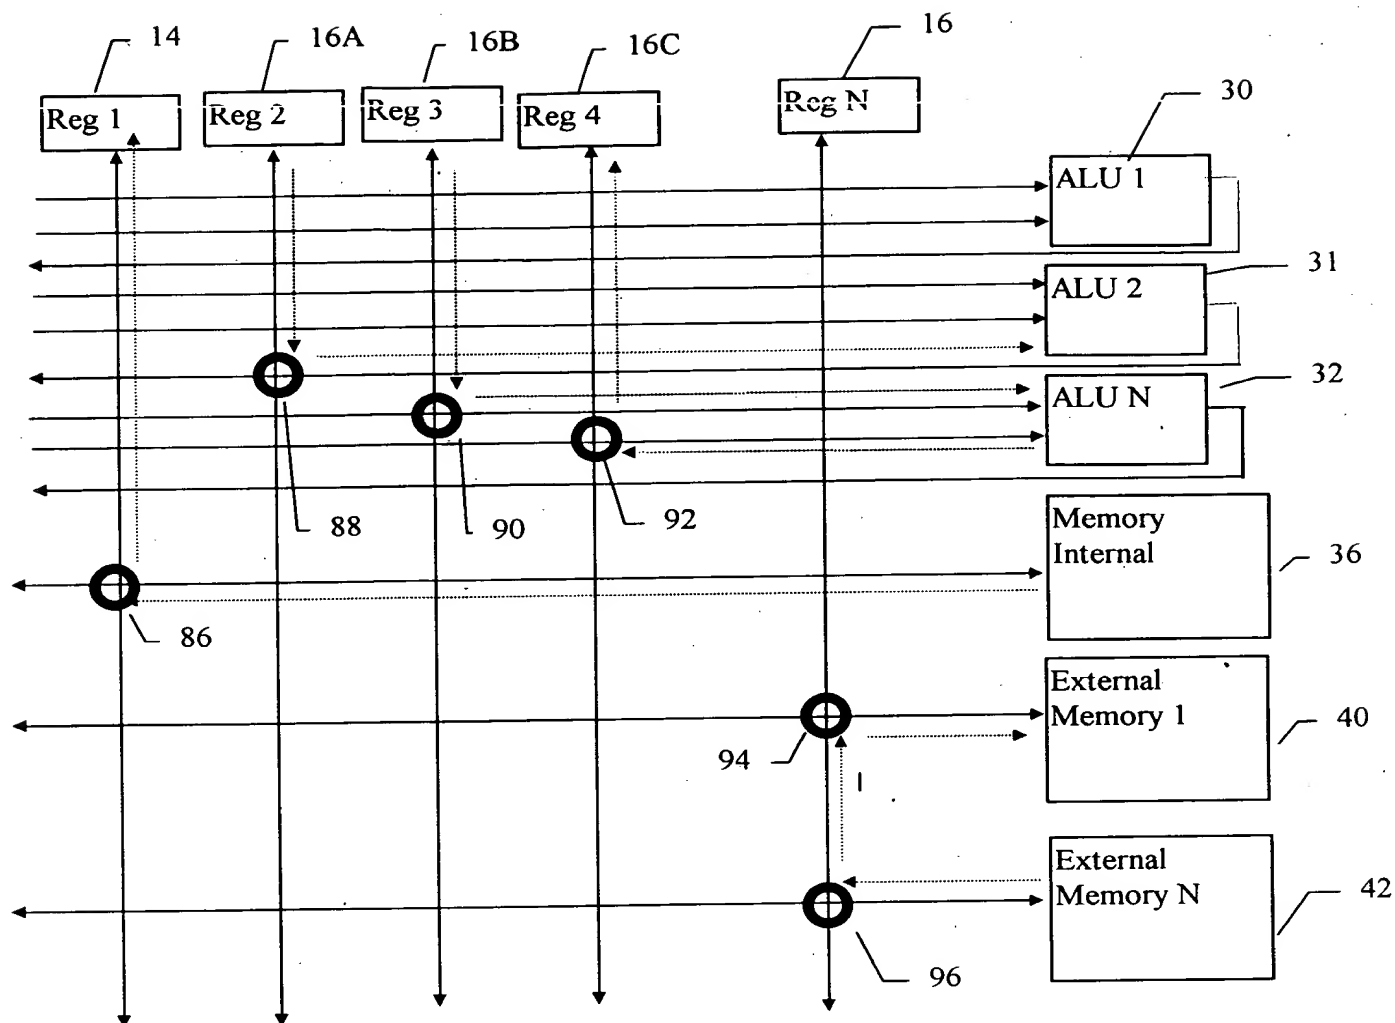 14
16A
16B
16C
16
Reg 1
Reg 2
Reg 3
Reg 4
Reg N
30
ALU 1
31
ALU 2
32
ALU N
88
90
92
Memory
Internal
36
86
External
Memory 1
40
94
External
Memory N
42
96